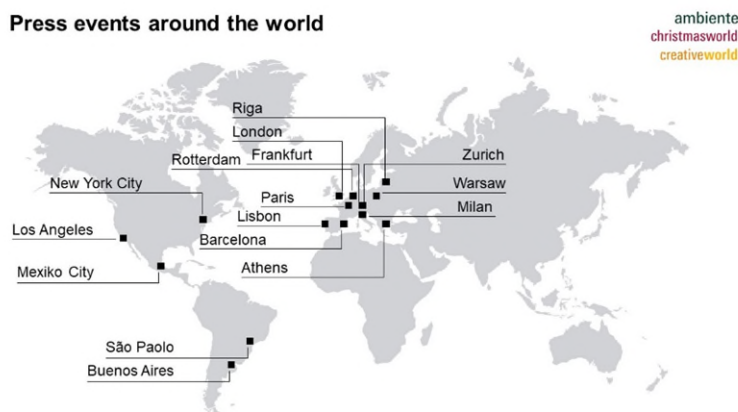 Press events around the world
ambiente
christmasworld
creativeworld
Riga
London
Rotterdam
Frankfurt
Zurich
New York City
Paris
Warsaw
Lisbon
Milan
Los Angeles
Barcelona
Mexiko City
Athens
São Paolo
Buenos Aires